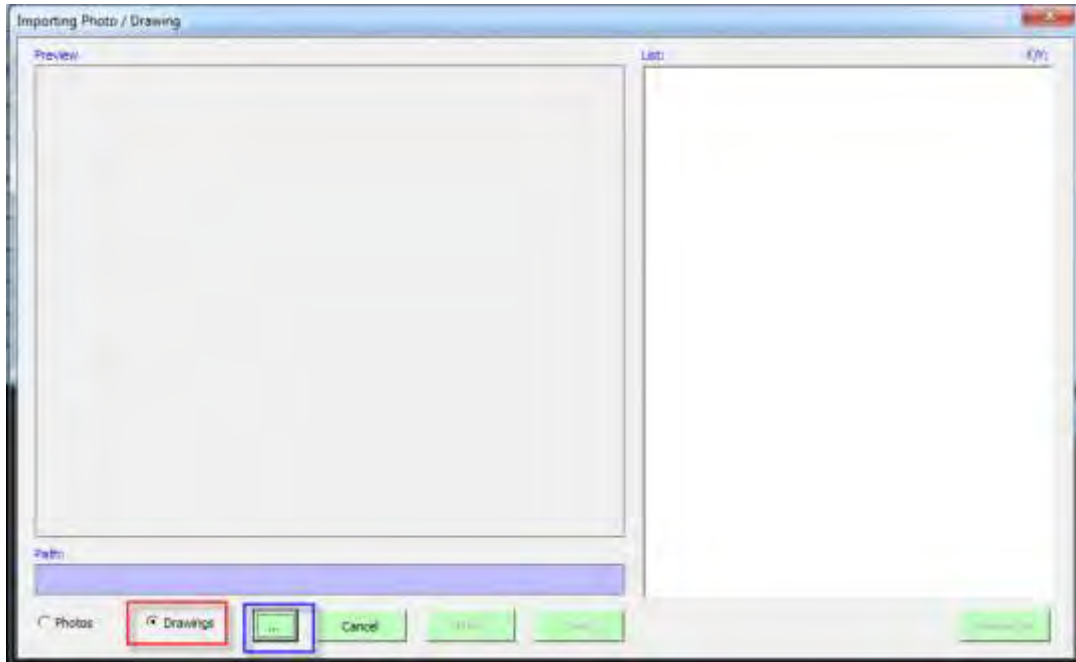 Importing Photo / Drawing
Preview
List:
Path:
Photos
Drawings
...
Cancel